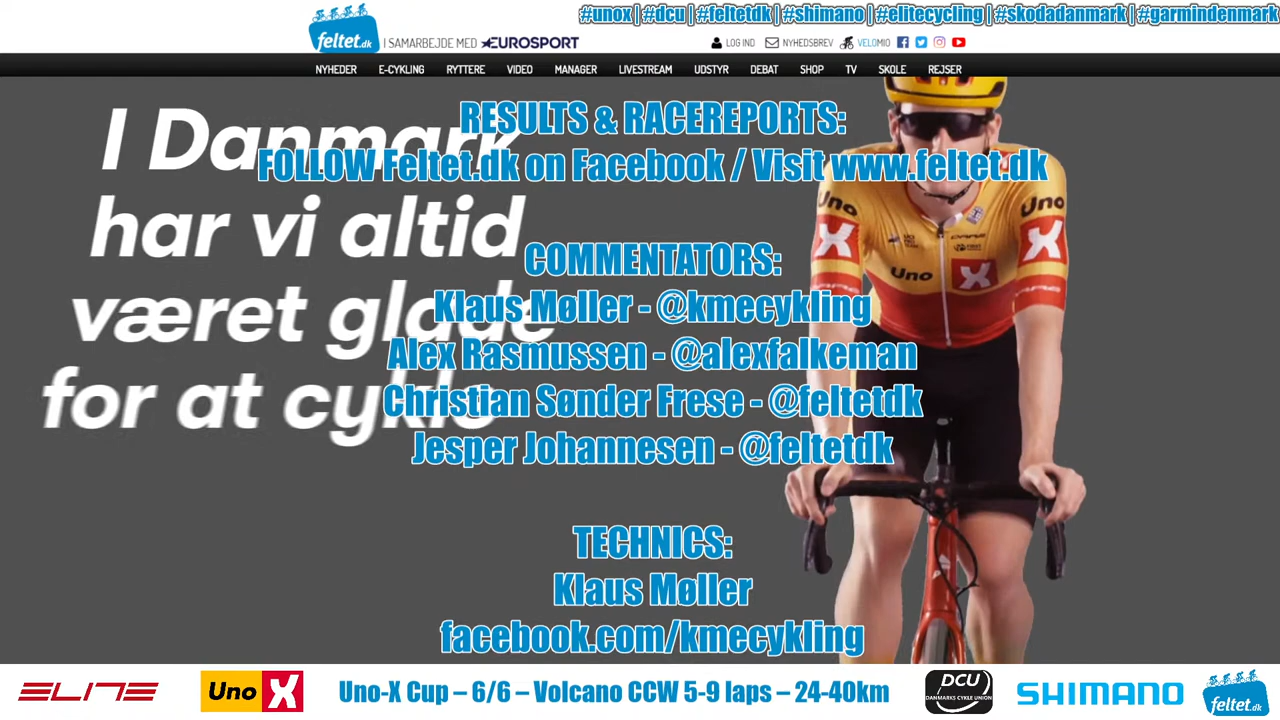 #unox | #dcu | #feltetdk | #shimano | #elitecycling | #skodadanmark | #garmindenmark
feltet.dk I SAMARBEJDE MED EUROSPORT LOG IND NYHEDSBREV VELOMIO
NYHEDER E-CYKLING RYTTERE VIDEO MANAGER LIVESTREAM UDSTYR DEBAT SHOP TV SKOLE REJSER
I Danmark
har vi altid
været glade
for at cykle
RESULTS & RACEREPORTS:
FOLLOW Feltet.dk on Facebook / Visit www.feltet.dk
COMMENTATORS:
Klaus Møller - @kmecykling
Alex Rasmussen - @alexfalkeman
Christian Sønder Frese - @feltetdk
Jesper Johannesen - @feltetdk
TECHNICS:
Klaus Møller
facebook.com/kmecykling
Uno X
Uno X
Uno X
ELITE Uno X Uno-X Cup – 6/6 – Volcano CCW 5-9 laps – 24-40km DCU DANMARKS CYKLE UNION SHIMANO feltet.dk